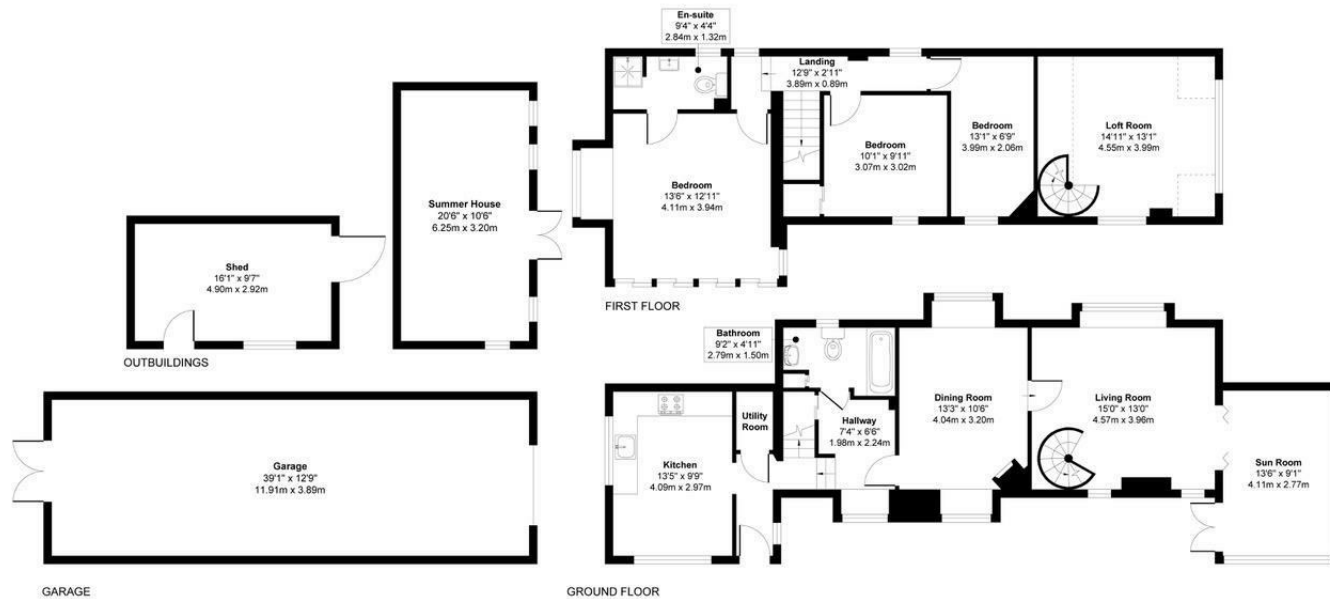 En-suite
9'4" x 4'4"
2.84m x 1.32m
Landing
12'9" x 2'11"
3.89m x 0.89m
Bedroom
13'1" x 6'9"
3.99m x 2.06m
Loft Room
14'11" x 13'1"
4.55m x 3.99m
Bedroom
10'1" x 9'11"
3.07m x 3.02m
Bedroom
13'6" x 12'11"
4.11m x 3.94m
Summer House
20'6" x 10'6"
6.25m x 3.20m
Shed
16'1" x 9'7"
4.90m x 2.92m
FIRST FLOOR
OUTBUILDINGS
Bathroom
9'2" x 4'11"
2.79m x 1.50m
Utility
Room
Hallway
7'4" x 6'6"
1.98m x 2.24m
Dining Room
13'3" x 10'6"
4.04m x 3.20m
Living Room
15'0" x 13'0"
4.57m x 3.96m
Kitchen
13'5" x 9'9"
4.09m x 2.97m
Sun Room
13'6" x 9'1"
4.11m x 2.77m
Garage
39'1" x 12'9"
11.91m x 3.89m
GARAGE
GROUND FLOOR